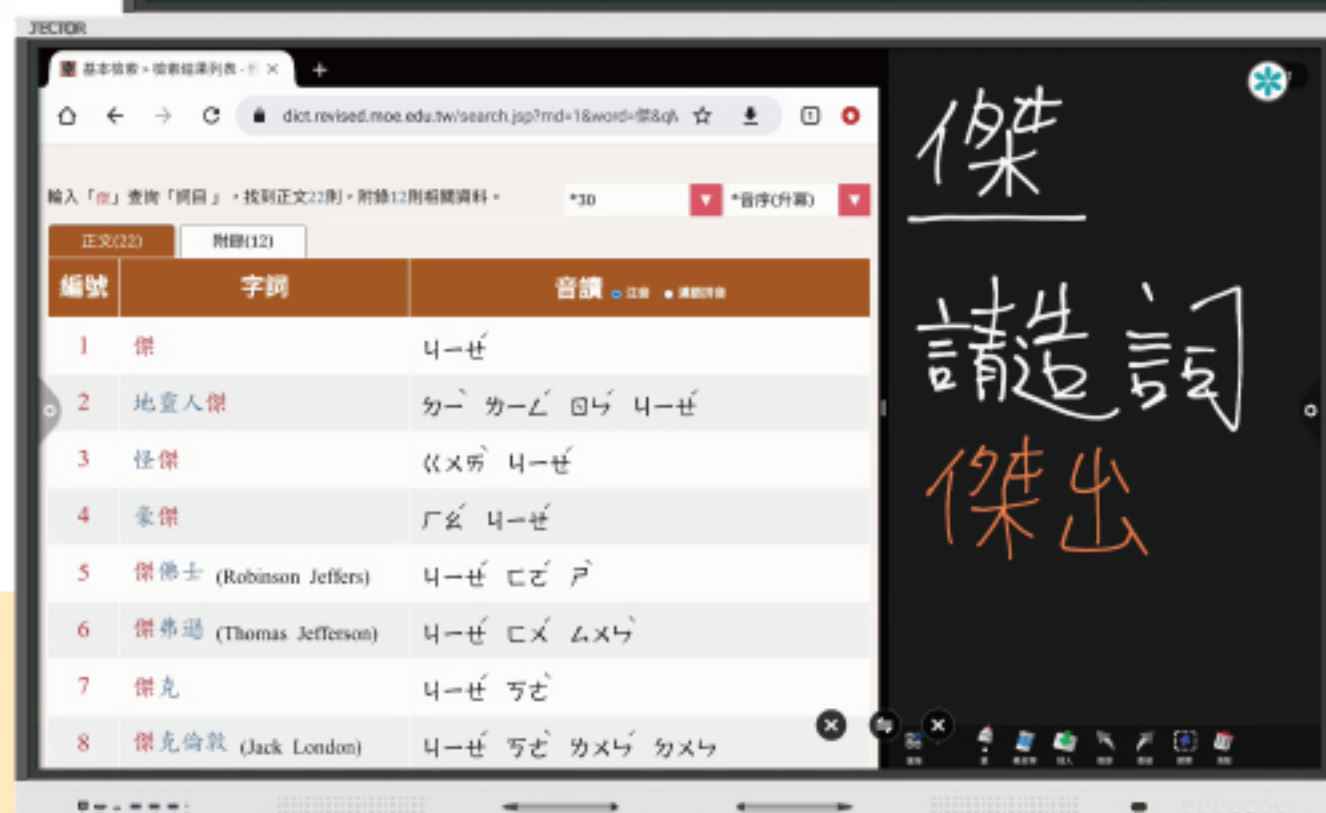 JECTOR
基本檢索 > 檢索結果列表 -
dict.revised.moe.edu.tw/search.jsp?md=1&word=傑&q
輸入「傑」查詢「詞目」，找到正文22則，附錄12則相關資料。
*30
*音序(升冪)
正文(22)
附錄(12)
編號 字詞 音讀 注音 漢語拼音
1 傑 ㄐㄧㄝˊ
2 地靈人傑 ㄉㄧˋ ㄌㄧㄥˊ ㄖㄣˊ ㄐㄧㄝˊ
3 怪傑 ㄍㄨㄞˋ ㄐㄧㄝˊ
4 豪傑 ㄏㄠˊ ㄐㄧㄝˊ
5 傑佛士 (Robinson Jeffers) ㄐㄧㄝˊ ㄈㄛˊ ㄕˋ
6 傑弗遜 (Thomas Jefferson) ㄐㄧㄝˊ ㄈㄨˊ ㄙㄨㄣˋ
7 傑克 ㄐㄧㄝˊ ㄎㄜˋ
8 傑克倫敦 (Jack London) ㄐㄧㄝˊ ㄎㄜˋ ㄌㄨㄣˊ ㄉㄨㄣ
傑
請造詞
傑出